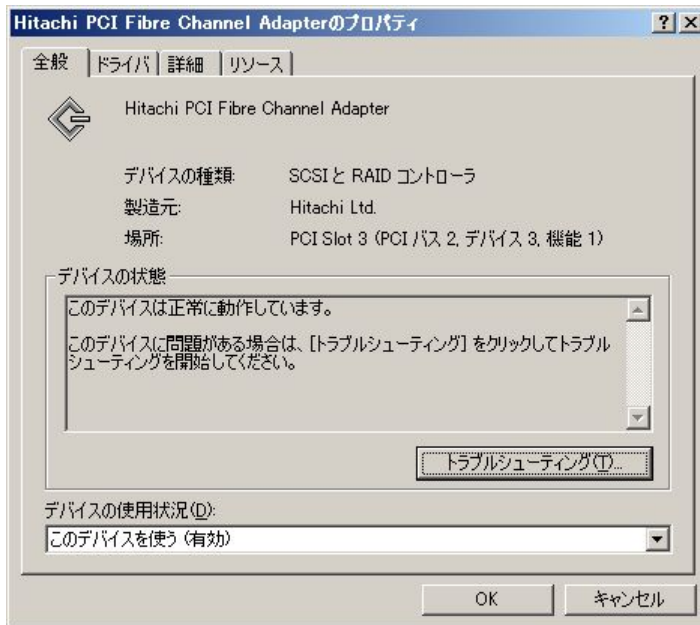 Hitachi PCI Fibre Channel Adapterのプロパティ
全般 ドライバ 詳細 リソース
Hitachi PCI Fibre Channel Adapter
デバイスの種類: SCSI と RAID コントローラ
製造元: Hitachi Ltd.
場所: PCI Slot 3 (PCI バス 2, デバイス 3, 機能 1)
デバイスの状態
このデバイスは正常に動作しています。
このデバイスに問題がある場合は、[トラブルシューティング] をクリックしてトラブル
シューティングを開始してください。
トラブルシューティング(T)...
デバイスの使用状況(D):
このデバイスを使う (有効)
OK キャンセル